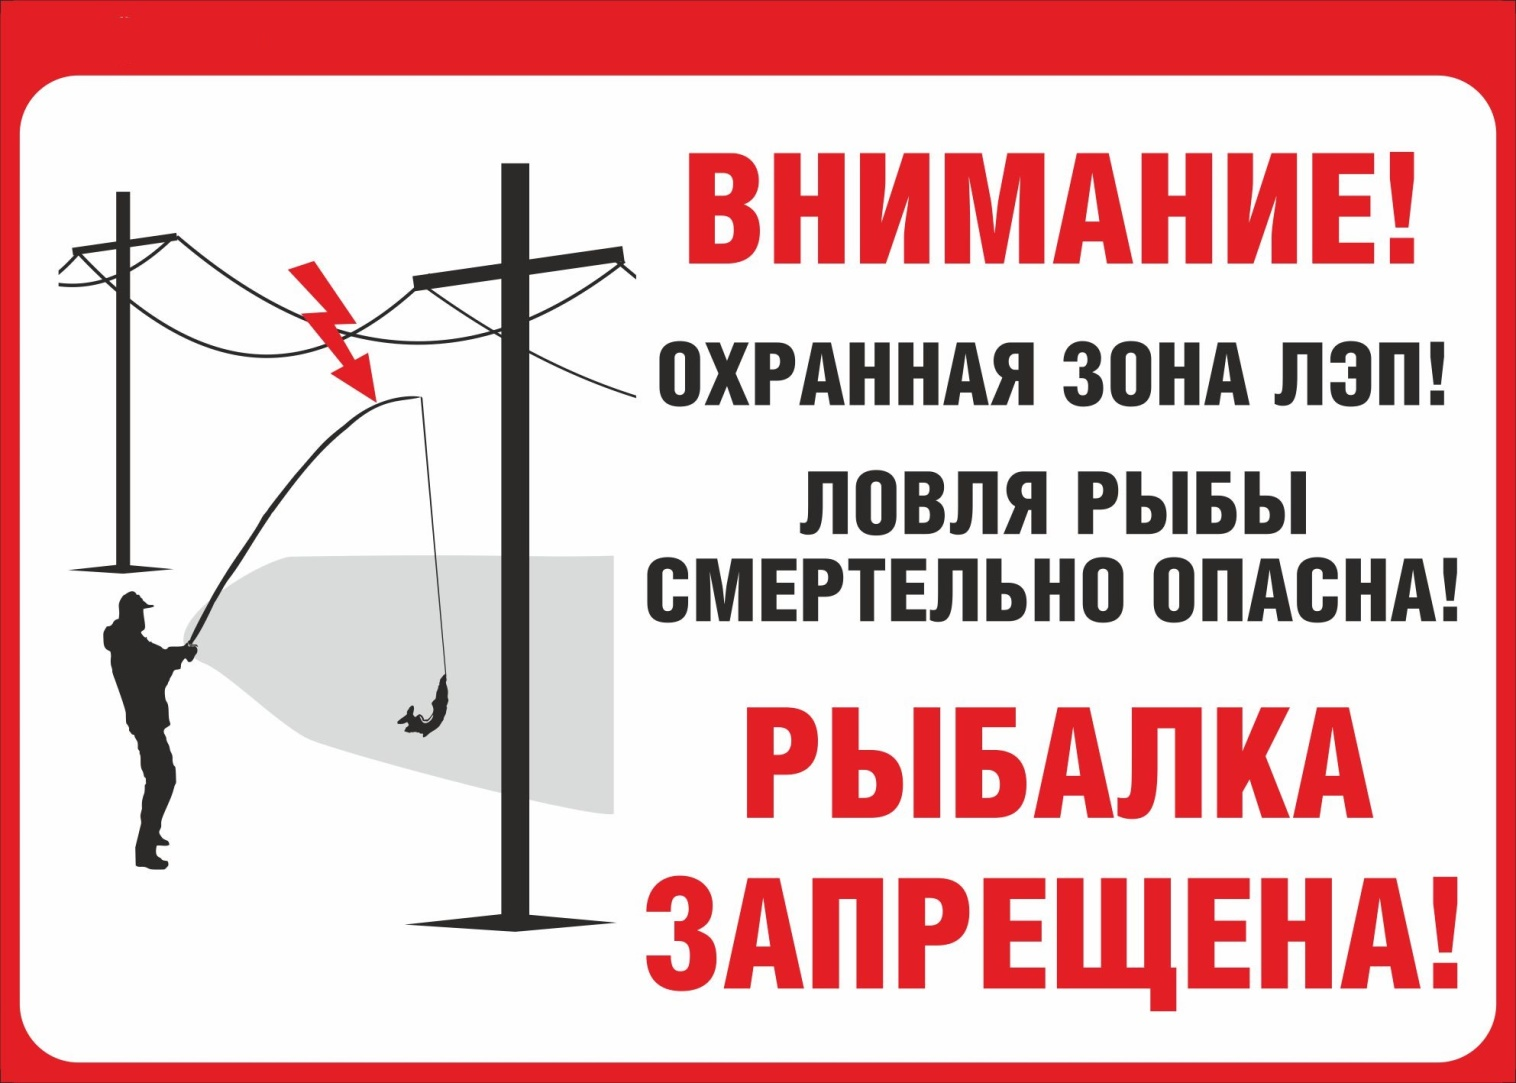 ВНИМАНИЕ!
ОХРАННАЯ ЗОНА ЛЭП!
ЛОВЛЯ РЫБЫ
СМЕРТЕЛЬНО ОПАСНА!
РЫБАЛКА
ЗАПРЕЩЕНА!